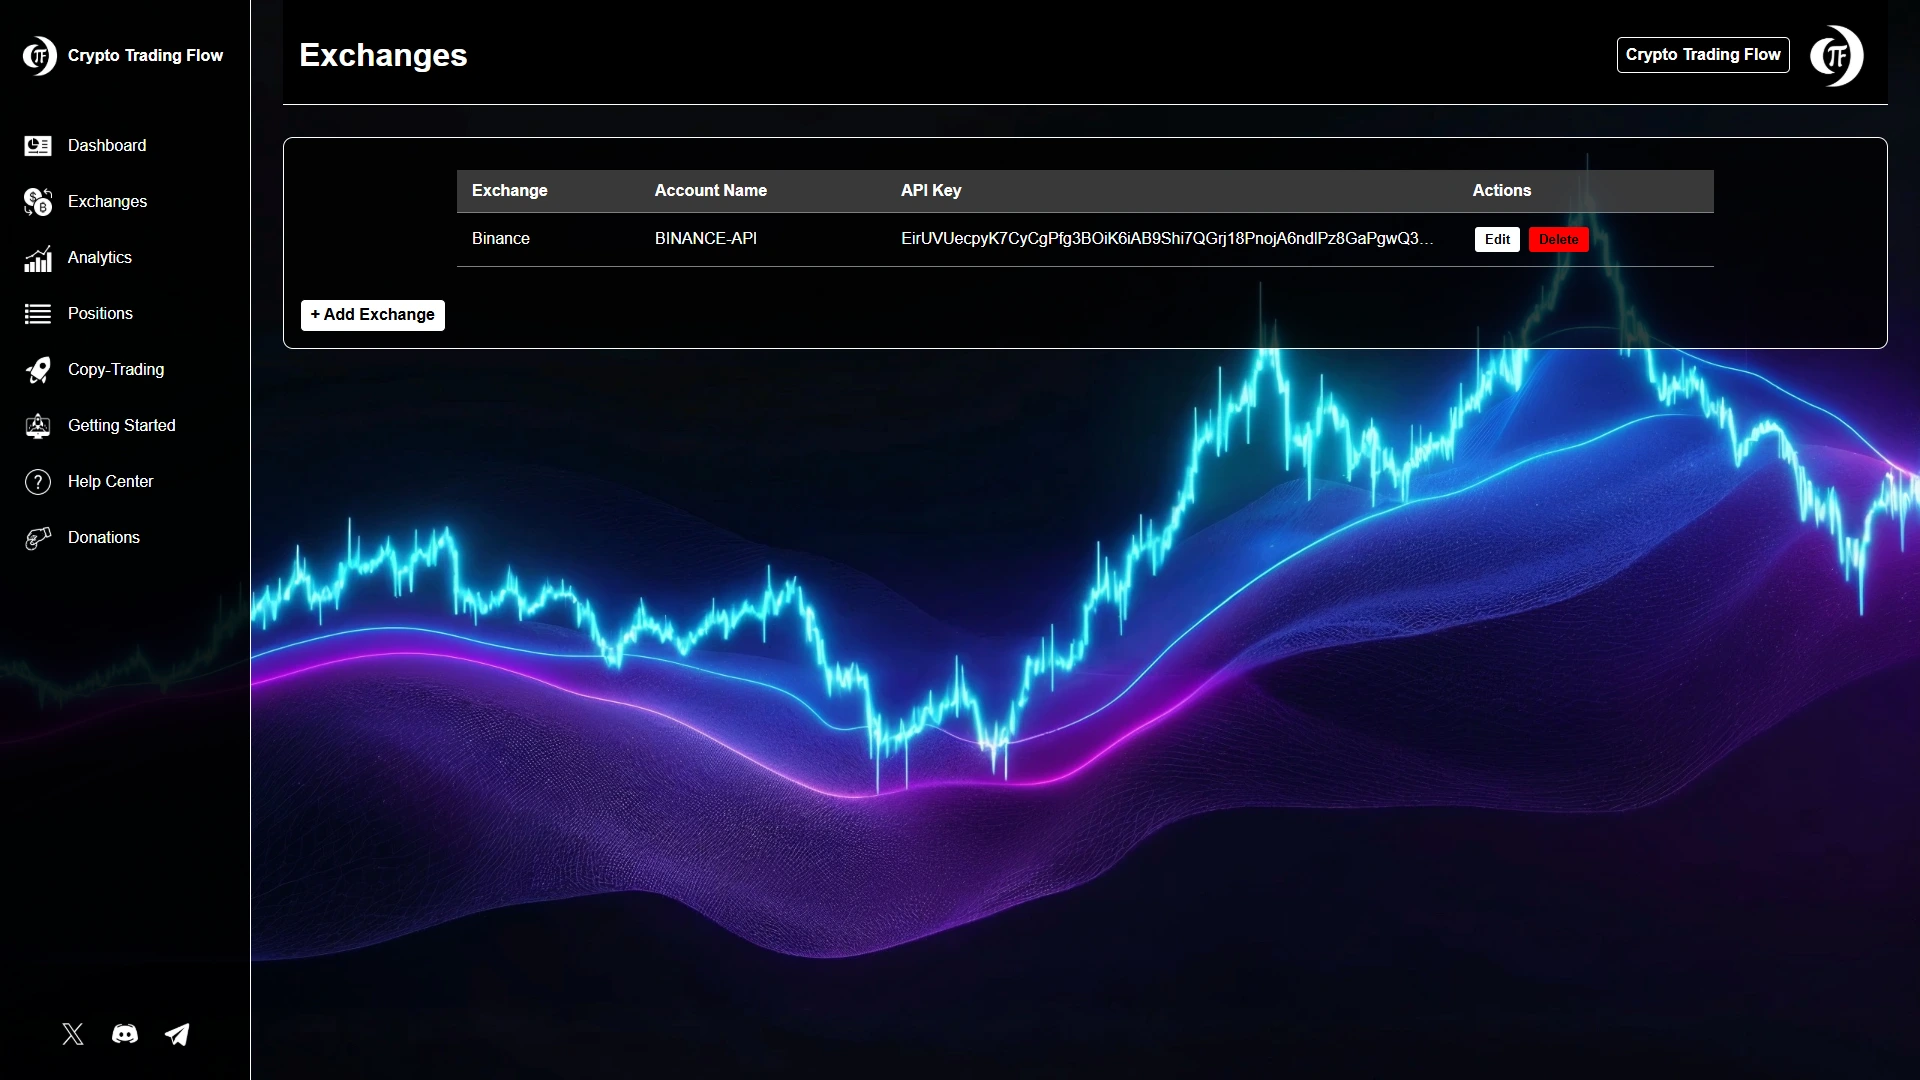 Crypto Trading Flow
Dashboard
Exchanges
Analytics
Positions
Copy-Trading
Getting Started
Help Center
Donations
Exchanges
Crypto Trading Flow
Exchange Account Name API Key Actions
Binance BINANCE-API EirUVUecpyK7CyCgPfg3BOiK6iAB9Shi7QGrj18PnojA6ndlPz8GaPgwQ3... Edit Delete
+ Add Exchange